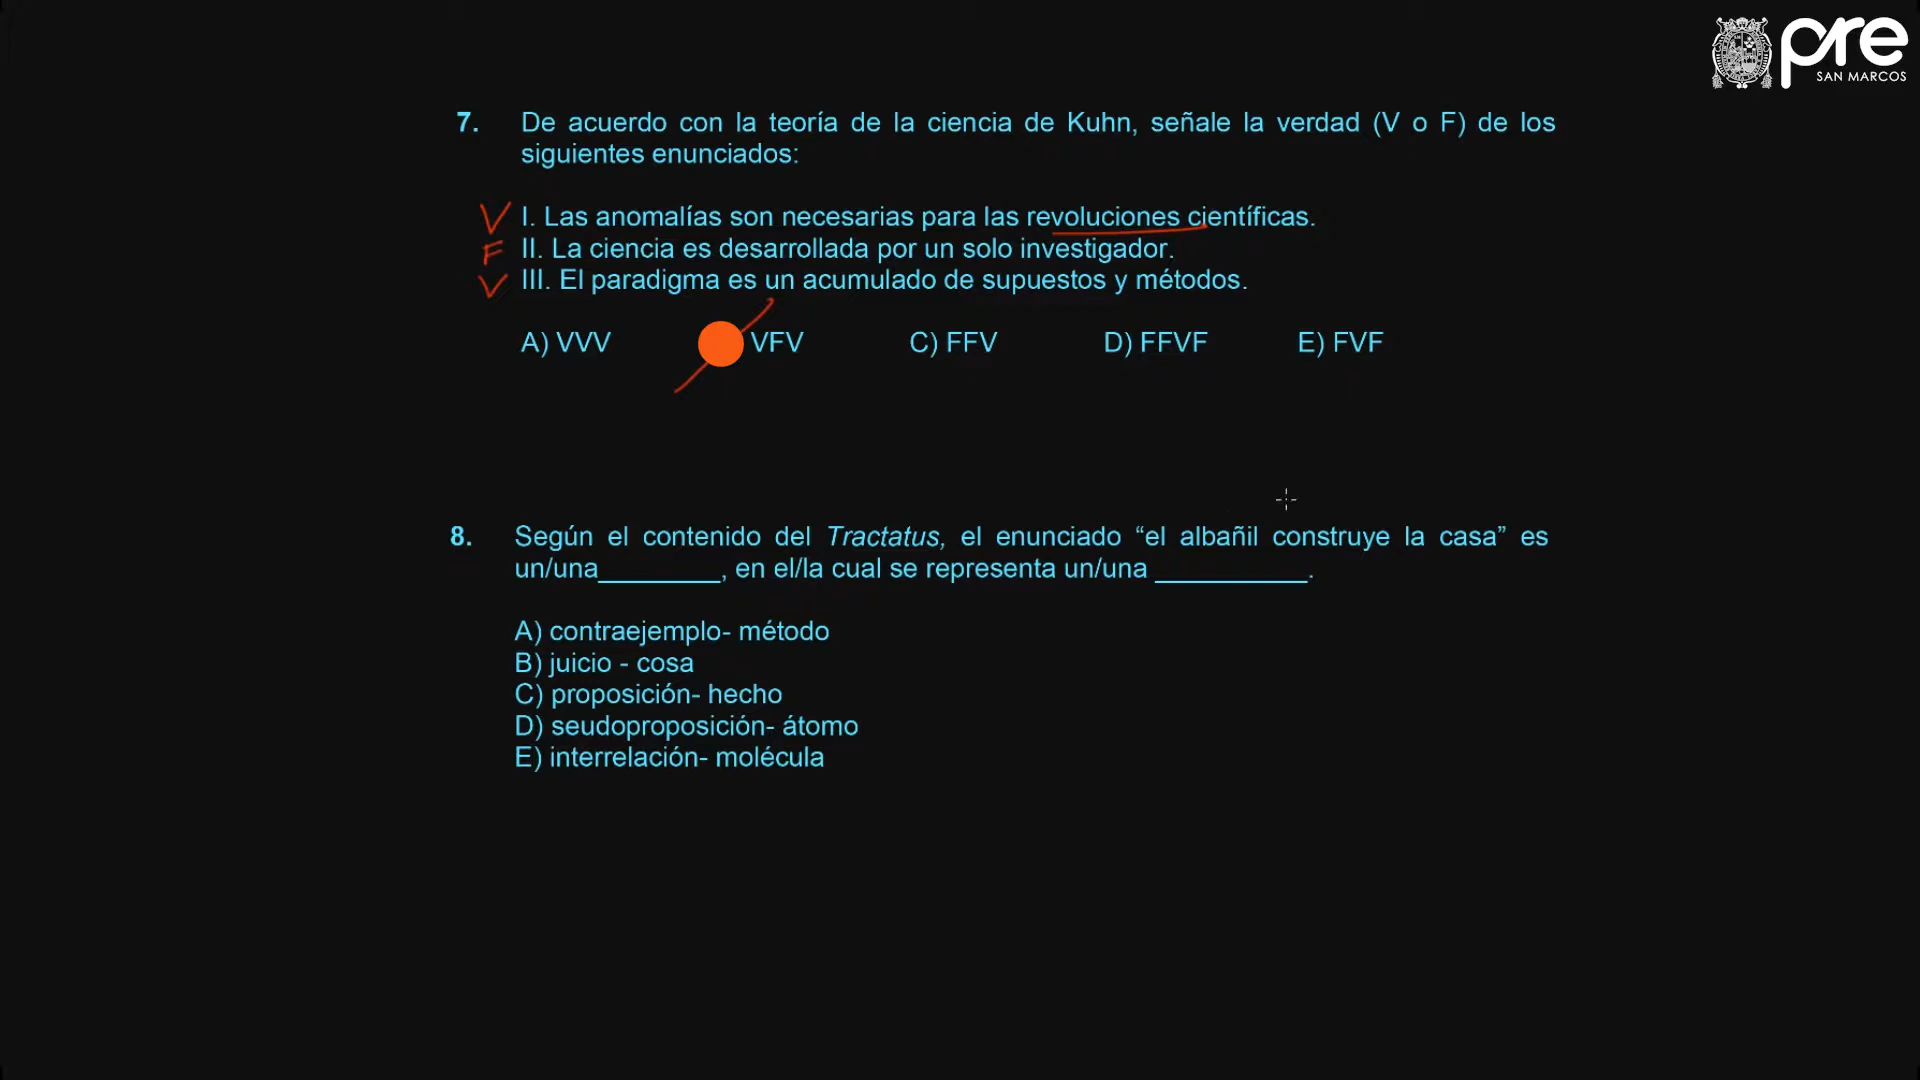 pre
SAN MARCOS
7. De acuerdo con la teoría de la ciencia de Kuhn, señale la verdad (V o F) de los
siguientes enunciados:
V I. Las anomalías son necesarias para las revoluciones científicas.
F II. La ciencia es desarrollada por un solo investigador.
V III. El paradigma es un acumulado de supuestos y métodos.
A) VVV VFV C) FFV D) FFVF E) FVF
8. Según el contenido del Tractatus, el enunciado “el albañil construye la casa” es
un/una________, en el/la cual se representa un/una __________.
A) contraejemplo- método
B) juicio - cosa
C) proposición- hecho
D) seudoproposición- átomo
E) interrelación- molécula